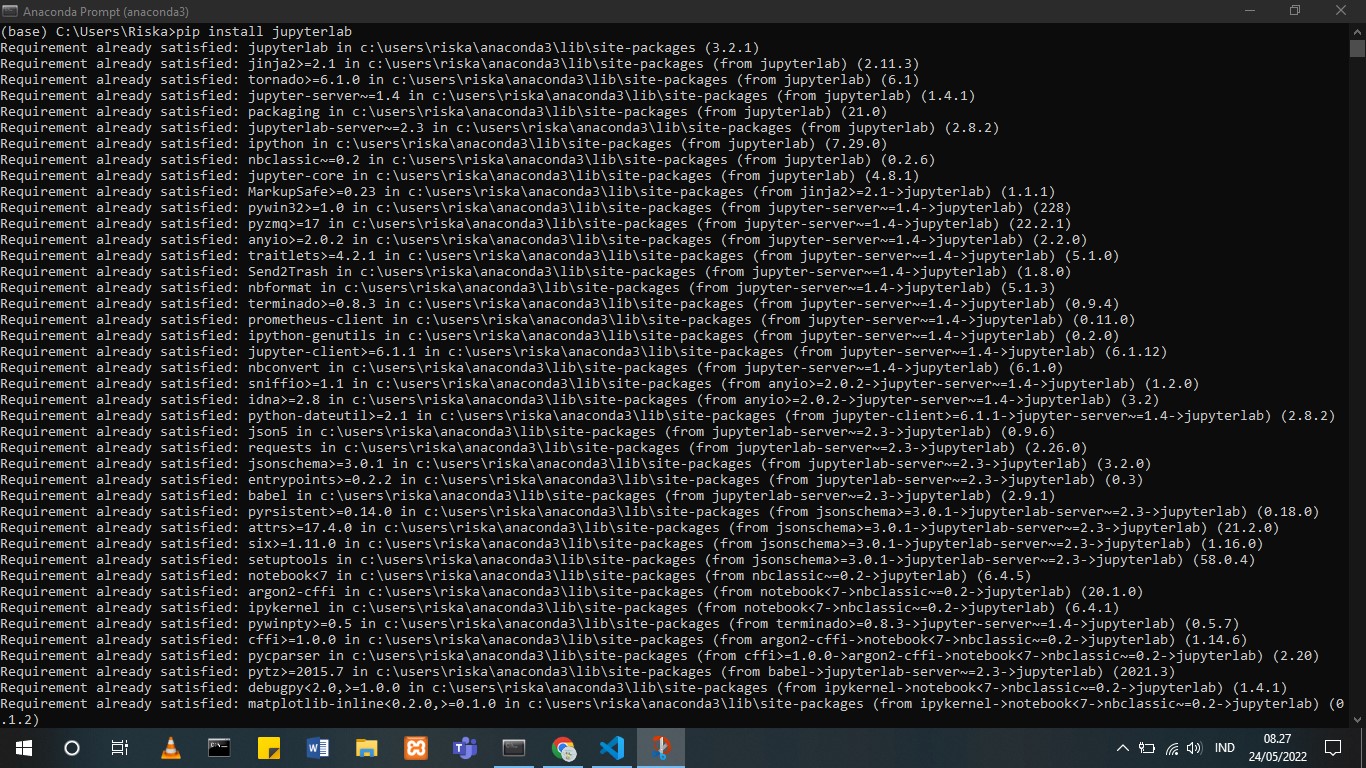 Anaconda Prompt (anaconda3)
(base) C:\Users\Riska>pip install jupyterlab
Requirement already satisfied: jupyterlab in c:\users\riska\anaconda3\lib\site-packages (3.2.1)
Requirement already satisfied: jinja2>=2.1 in c:\users\riska\anaconda3\lib\site-packages (from jupyterlab) (2.11.3)
Requirement already satisfied: tornado>=6.1.0 in c:\users\riska\anaconda3\lib\site-packages (from jupyterlab) (6.1)
Requirement already satisfied: jupyter-server~=1.4 in c:\users\riska\anaconda3\lib\site-packages (from jupyterlab) (1.4.1)
Requirement already satisfied: packaging in c:\users\riska\anaconda3\lib\site-packages (from jupyterlab) (21.0)
Requirement already satisfied: jupyterlab-server~=2.3 in c:\users\riska\anaconda3\lib\site-packages (from jupyterlab) (2.8.2)
Requirement already satisfied: ipython in c:\users\riska\anaconda3\lib\site-packages (from jupyterlab) (7.29.0)
Requirement already satisfied: nbclassic~=0.2 in c:\users\riska\anaconda3\lib\site-packages (from jupyterlab) (0.2.6)
Requirement already satisfied: jupyter-core in c:\users\riska\anaconda3\lib\site-packages (from jupyterlab) (4.8.1)
Requirement already satisfied: MarkupSafe>=0.23 in c:\users\riska\anaconda3\lib\site-packages (from jinja2>=2.1->jupyterlab) (1.1.1)
Requirement already satisfied: pywin32>=1.0 in c:\users\riska\anaconda3\lib\site-packages (from jupyter-server~=1.4->jupyterlab) (228)
Requirement already satisfied: pyzmq>=17 in c:\users\riska\anaconda3\lib\site-packages (from jupyter-server~=1.4->jupyterlab) (22.2.1)
Requirement already satisfied: anyio>=2.0.2 in c:\users\riska\anaconda3\lib\site-packages (from jupyter-server~=1.4->jupyterlab) (2.2.0)
Requirement already satisfied: traitlets>=4.2.1 in c:\users\riska\anaconda3\lib\site-packages (from jupyter-server~=1.4->jupyterlab) (5.1.0)
Requirement already satisfied: Send2Trash in c:\users\riska\anaconda3\lib\site-packages (from jupyter-server~=1.4->jupyterlab) (1.8.0)
Requirement already satisfied: nbformat in c:\users\riska\anaconda3\lib\site-packages (from jupyter-server~=1.4->jupyterlab) (5.1.3)
Requirement already satisfied: terminado>=0.8.3 in c:\users\riska\anaconda3\lib\site-packages (from jupyter-server~=1.4->jupyterlab) (0.9.4)
Requirement already satisfied: prometheus-client in c:\users\riska\anaconda3\lib\site-packages (from jupyter-server~=1.4->jupyterlab) (0.11.0)
Requirement already satisfied: ipython-genutils in c:\users\riska\anaconda3\lib\site-packages (from jupyter-server~=1.4->jupyterlab) (0.2.0)
Requirement already satisfied: jupyter-client>=6.1.1 in c:\users\riska\anaconda3\lib\site-packages (from jupyter-server~=1.4->jupyterlab) (6.1.12)
Requirement already satisfied: nbconvert in c:\users\riska\anaconda3\lib\site-packages (from jupyter-server~=1.4->jupyterlab) (6.1.0)
Requirement already satisfied: sniffio>=1.1 in c:\users\riska\anaconda3\lib\site-packages (from anyio>=2.0.2->jupyter-server~=1.4->jupyterlab) (1.2.0)
Requirement already satisfied: idna>=2.8 in c:\users\riska\anaconda3\lib\site-packages (from anyio>=2.0.2->jupyter-server~=1.4->jupyterlab) (3.2)
Requirement already satisfied: python-dateutil>=2.1 in c:\users\riska\anaconda3\lib\site-packages (from jupyter-client>=6.1.1->jupyter-server~=1.4->jupyterlab) (2.8.2)
Requirement already satisfied: json5 in c:\users\riska\anaconda3\lib\site-packages (from jupyterlab-server~=2.3->jupyterlab) (0.9.6)
Requirement already satisfied: requests in c:\users\riska\anaconda3\lib\site-packages (from jupyterlab-server~=2.3->jupyterlab) (2.26.0)
Requirement already satisfied: jsonschema>=3.0.1 in c:\users\riska\anaconda3\lib\site-packages (from jupyterlab-server~=2.3->jupyterlab) (3.2.0)
Requirement already satisfied: entrypoints>=0.2.2 in c:\users\riska\anaconda3\lib\site-packages (from jupyterlab-server~=2.3->jupyterlab) (0.3)
Requirement already satisfied: babel in c:\users\riska\anaconda3\lib\site-packages (from jupyterlab-server~=2.3->jupyterlab) (2.9.1)
Requirement already satisfied: pyrsistent>=0.14.0 in c:\users\riska\anaconda3\lib\site-packages (from jsonschema>=3.0.1->jupyterlab-server~=2.3->jupyterlab) (0.18.0)
Requirement already satisfied: attrs>=17.4.0 in c:\users\riska\anaconda3\lib\site-packages (from jsonschema>=3.0.1->jupyterlab-server~=2.3->jupyterlab) (21.2.0)
Requirement already satisfied: six>=1.11.0 in c:\users\riska\anaconda3\lib\site-packages (from jsonschema>=3.0.1->jupyterlab-server~=2.3->jupyterlab) (1.16.0)
Requirement already satisfied: setuptools in c:\users\riska\anaconda3\lib\site-packages (from jsonschema>=3.0.1->jupyterlab-server~=2.3->jupyterlab) (58.0.4)
Requirement already satisfied: notebook<7 in c:\users\riska\anaconda3\lib\site-packages (from nbclassic~=0.2->jupyterlab) (6.4.5)
Requirement already satisfied: argon2-cffi in c:\users\riska\anaconda3\lib\site-packages (from notebook<7->nbclassic~=0.2->jupyterlab) (20.1.0)
Requirement already satisfied: ipykernel in c:\users\riska\anaconda3\lib\site-packages (from notebook<7->nbclassic~=0.2->jupyterlab) (6.4.1)
Requirement already satisfied: pywinpty>=0.5 in c:\users\riska\anaconda3\lib\site-packages (from terminado>=0.8.3->jupyter-server~=1.4->jupyterlab) (0.5.7)
Requirement already satisfied: cffi>=1.0.0 in c:\users\riska\anaconda3\lib\site-packages (from argon2-cffi->notebook<7->nbclassic~=0.2->jupyterlab) (1.14.6)
Requirement already satisfied: pycparser in c:\users\riska\anaconda3\lib\site-packages (from cffi>=1.0.0->argon2-cffi->notebook<7->nbclassic~=0.2->jupyterlab) (2.20)
Requirement already satisfied: pytz>=2015.7 in c:\users\riska\anaconda3\lib\site-packages (from babel->jupyterlab-server~=2.3->jupyterlab) (2021.3)
Requirement already satisfied: debugpy<2.0,>=1.0.0 in c:\users\riska\anaconda3\lib\site-packages (from ipykernel->notebook<7->nbclassic~=0.2->jupyterlab) (1.4.1)
Requirement already satisfied: matplotlib-inline<0.2.0,>=0.1.0 in c:\users\riska\anaconda3\lib\site-packages (from ipykernel->notebook<7->nbclassic~=0.2->jupyterlab) (0
.1.2)
IND
08.27
24/05/2022